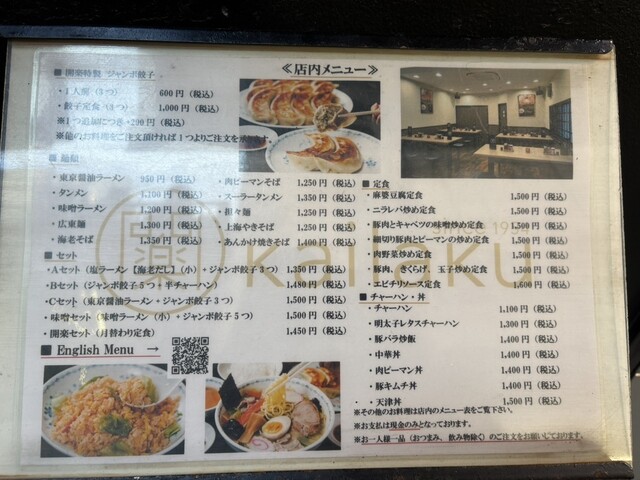 ≪店内メニュー≫
■ 開楽特製 ジャンボ餃子
・1人前(3つ) 600円(税込)
・餃子定食(3つ) 1,000円(税込)
※1つ追加につき+290円(税込)
※他のお料理をご注文頂ければ1つよりご注文を承ります。
■ 麺類
・東京醤油ラーメン 950円(税込)
・タンメン 1,100円(税込)
・味噌ラーメン 1,200円(税込)
・広東麺 1,350円(税込)
・海老そば 1,350円(税込)
・肉ピーマンそば 1,250円(税込)
・スーラータンメン 1,350円(税込)
・担々麺 1,250円(税込)
・上海やきそば 1,250円(税込)
・あんかけ焼きそば 1,400円(税込)
■ セット
・Aセット(塩ラーメン【海老だし】(小)+ジャンボ餃子3つ) 1,350円(税込)
・Bセット(ジャンボ餃子5つ+半チャーハン) 1,480円(税込)
・Cセット(東京醤油ラーメン+ジャンボ餃子3つ) 1,500円(税込)
・味噌セット(味噌ラーメン(小)+ジャンボ餃子5つ) 1,500円(税込)
・開楽セット(月替わり定食) 1,450円(税込)
■ English Menu →
■ 定食
・麻婆豆腐定食 1,500円(税込)
・ニラレバ炒め定食 1,500円(税込)
・豚肉とキャベツの味噌炒め定食 1,500円(税込)
・細切り豚肉とピーマンの炒め定食 1,500円(税込)
・肉野菜炒め定食 1,500円(税込)
・豚肉、きくらげ、玉子炒め定食 1,500円(税込)
・エビチリソース定食 1,600円(税込)
■ チャーハン・丼
・チャーハン 1,100円(税込)
・明太子レタスチャーハン 1,300円(税込)
・豚バラ炒飯 1,400円(税込)
・中華丼 1,400円(税込)
・肉ピーマン丼 1,400円(税込)
・豚キムチ丼 1,400円(税込)
・天津丼 1,500円(税込)
※その他のお料理は店内のメニュー表をご覧下さい。
※お支払は現金のみとなっております。
※お一人様一品(おつまみ、飲み物除く)のご注文をお願いしております。
kairaku